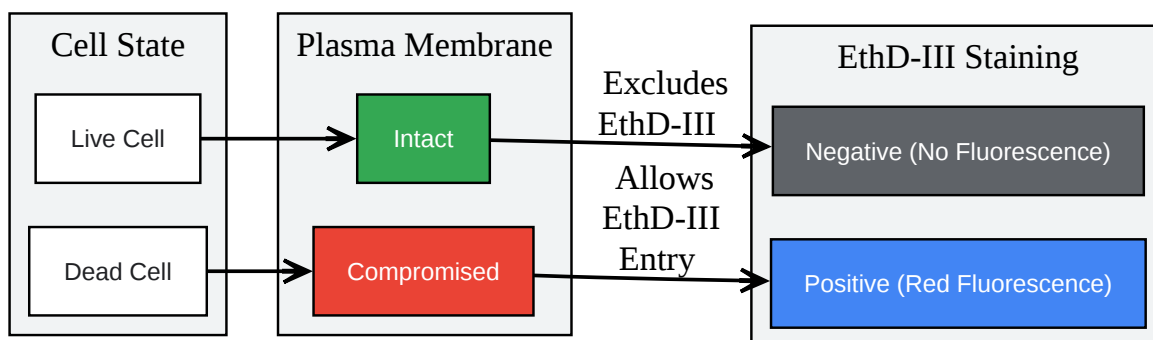 Cell State
Plasma Membrane
EthD-III Staining
Live Cell
Intact
Excludes
EthD-III
Negative (No Fluorescence)
Dead Cell
Compromised
Allows
EthD-III
Entry
Positive (Red Fluorescence)